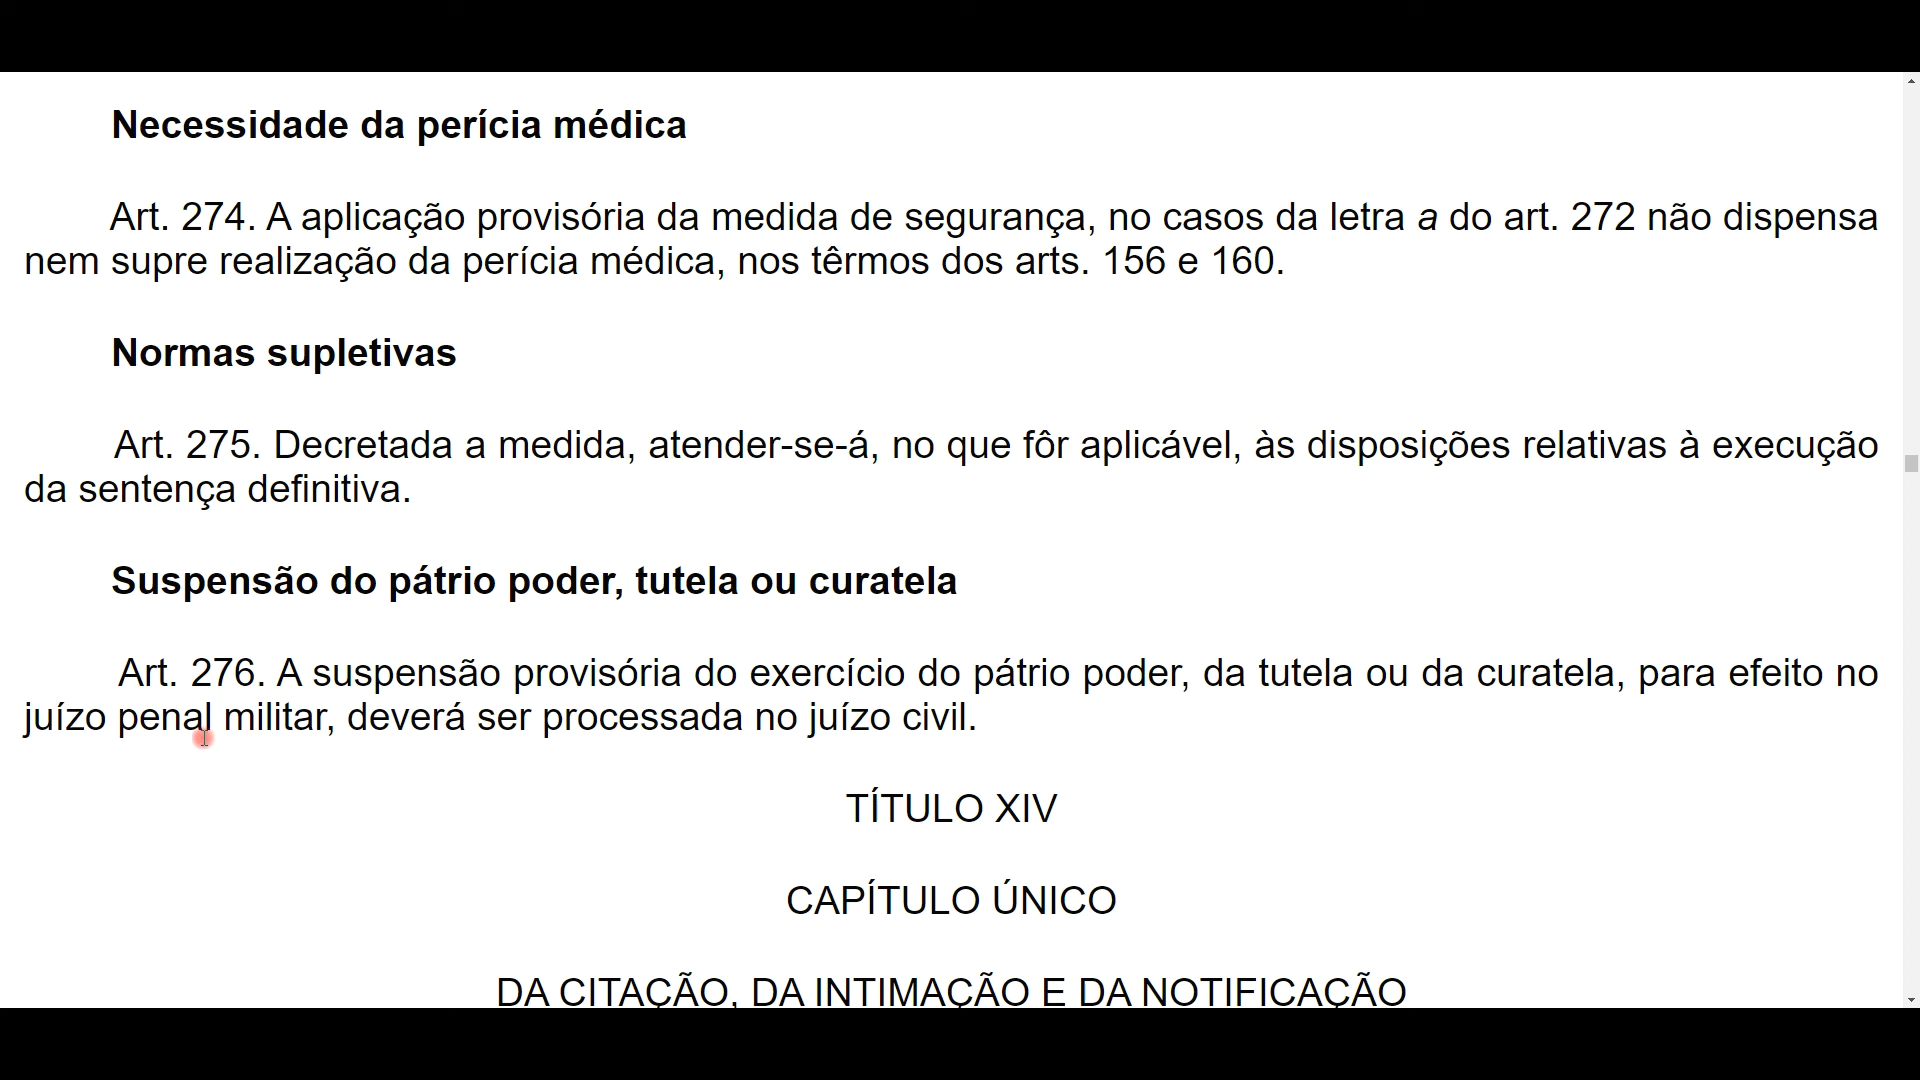 Necessidade da perícia médica
Art. 274. A aplicação provisória da medida de segurança, no casos da letra a do art. 272 não dispensa
nem supre realização da perícia médica, nos têrmos dos arts. 156 e 160.
Normas supletivas
Art. 275. Decretada a medida, atender-se-á, no que fôr aplicável, às disposições relativas à execução
da sentença definitiva.
Suspensão do pátrio poder, tutela ou curatela
Art. 276. A suspensão provisória do exercício do pátrio poder, da tutela ou da curatela, para efeito no
juízo penal militar, deverá ser processada no juízo civil.
TÍTULO XIV
CAPÍTULO ÚNICO
DA CITAÇÃO, DA INTIMAÇÃO E DA NOTIFICAÇÃO